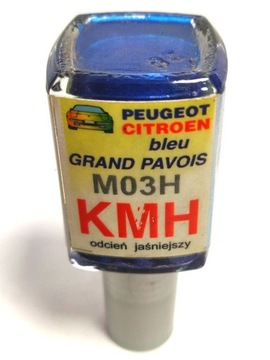 PEUGEOT
CITROEN
bleu
GRAND PAVOIS
M03H
KMH
odcień jaśniejszy